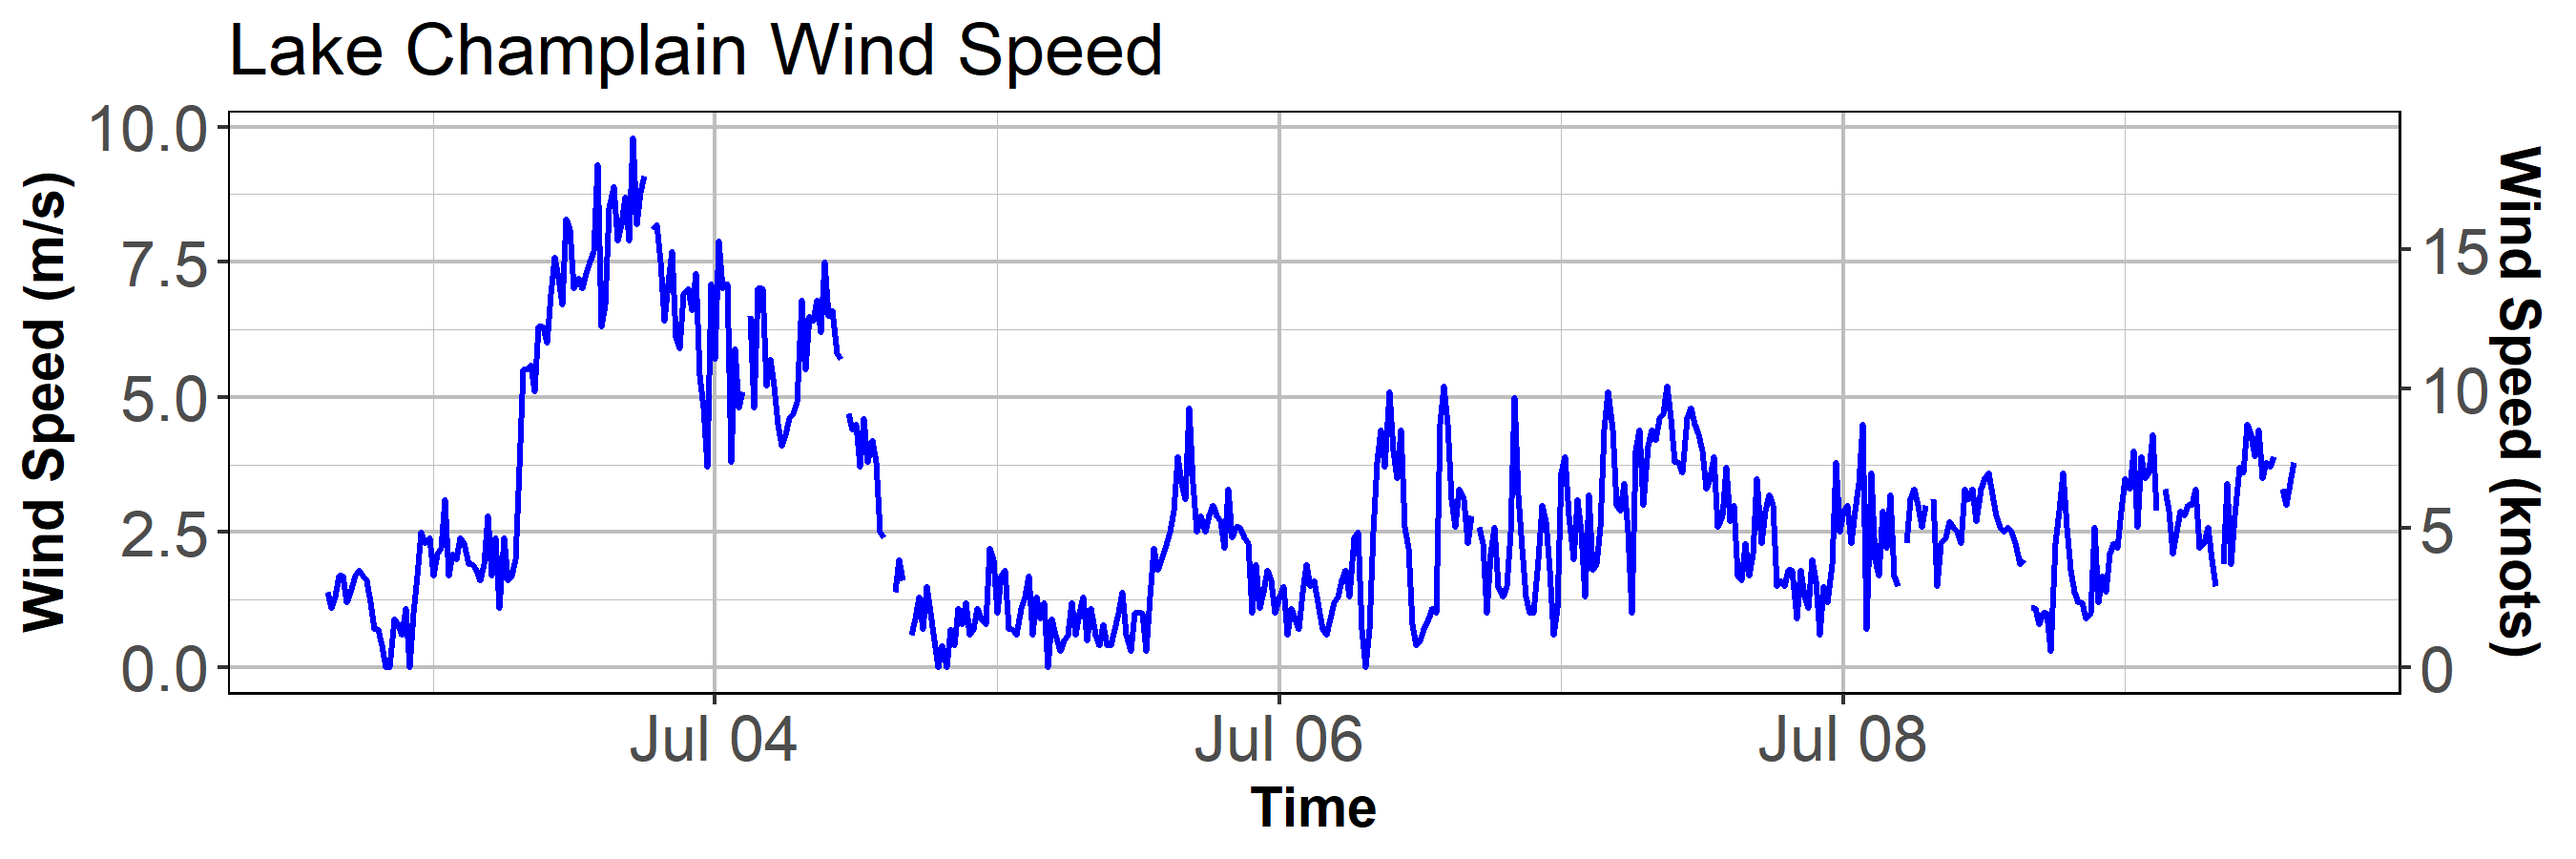 Lake Champlain Wind Speed
Wind Speed (m/s)
10.0
7.5
5.0
2.5
0.0
15
10
5
0
Wind Speed (knots)
Jul 04
Jul 06
Jul 08
Time